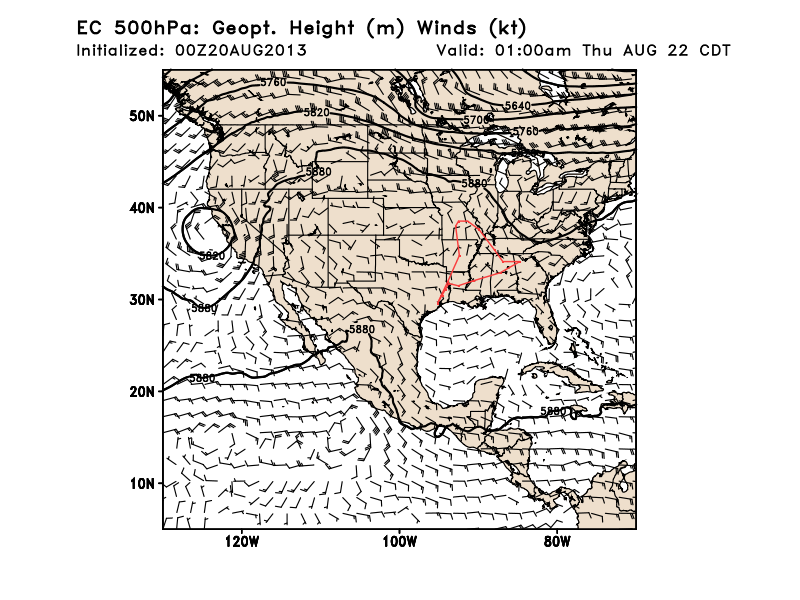 EC 500hPa: Geopt. Height (m) Winds (kt)
Initialized: 00Z20AUG2013 Valid: 01:00am Thu AUG 22 CDT
5760
5640
5820
5700
5760
5880
5880
5820
5880
5880
5880
5880
50N
40N
30N
20N
10N
120W 100W 80W